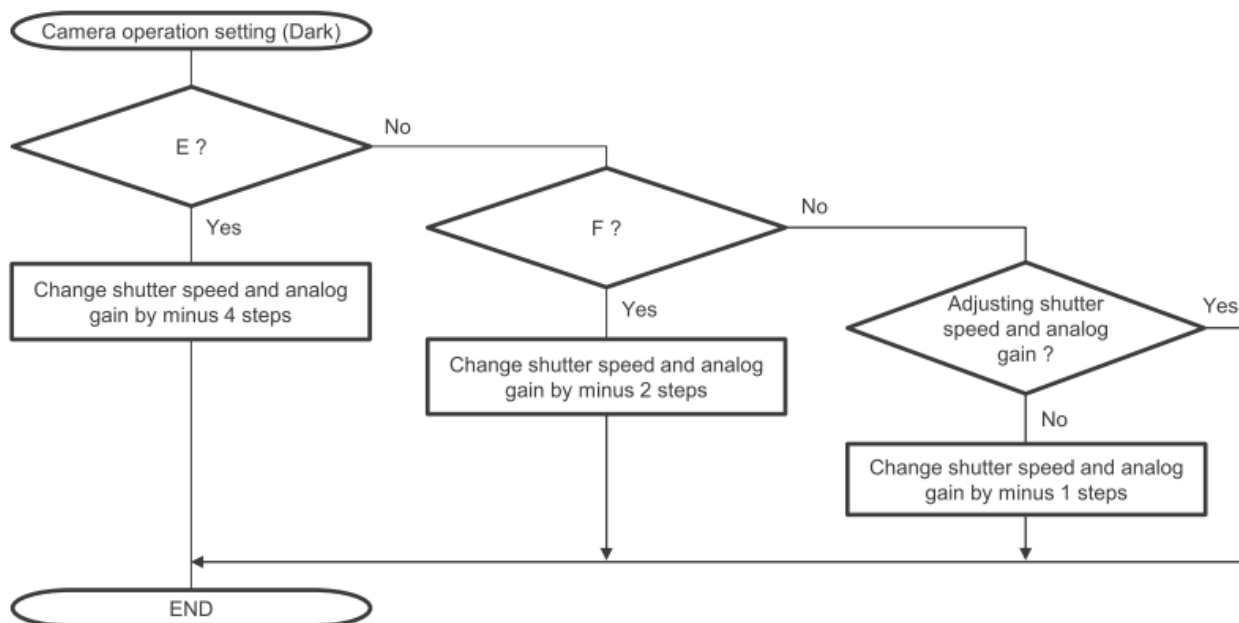 Camera operation setting (Dark)
E ?
No
Yes
F ?
No
Change shutter speed and analog
gain by minus 4 steps
Yes
Adjusting shutter
speed and analog
gain ?
Yes
Change shutter speed and analog
gain by minus 2 steps
No
Change shutter speed and analog
gain by minus 1 steps
END